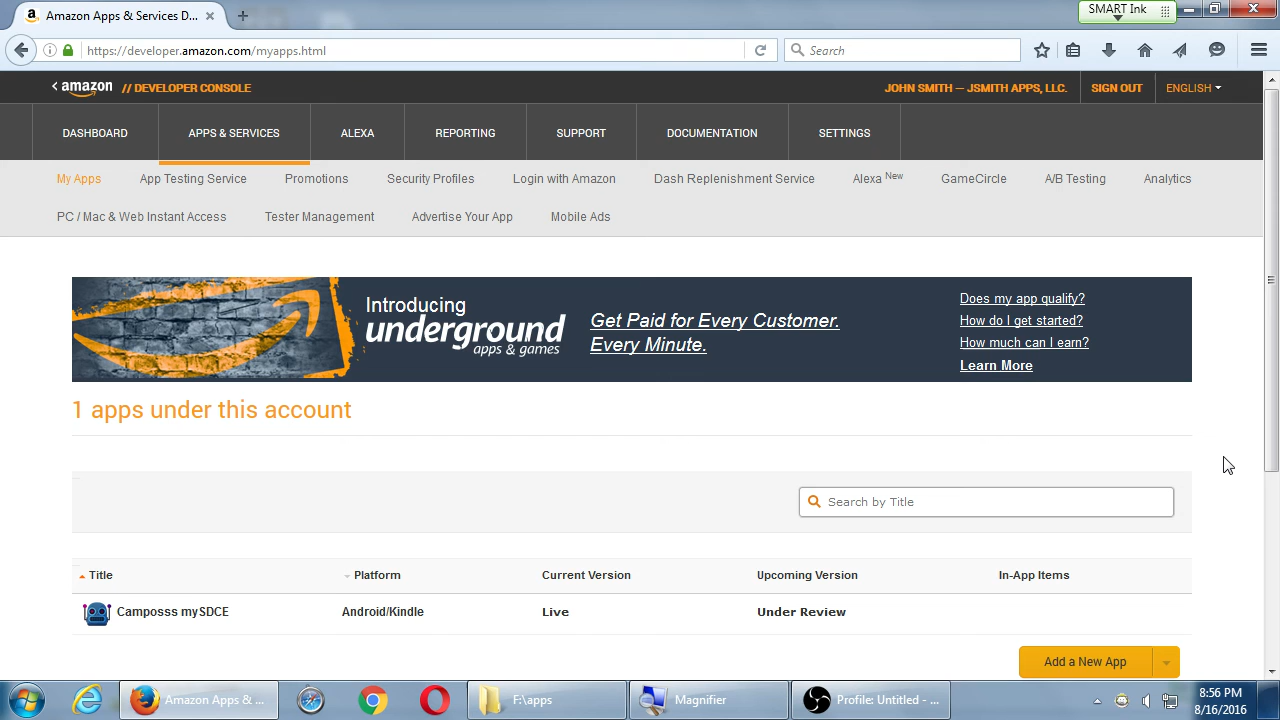 Amazon Apps & Services D...
SMART Ink
https://developer.amazon.com/myapps.html
Search
amazon // DEVELOPER CONSOLE
JOHN SMITH — JSMITH APPS, LLC.
SIGN OUT
ENGLISH
DASHBOARD
APPS & SERVICES
ALEXA
REPORTING
SUPPORT
DOCUMENTATION
SETTINGS
My Apps
App Testing Service
Promotions
Security Profiles
Login with Amazon
Dash Replenishment Service
Alexa New
GameCircle
A/B Testing
Analytics
PC / Mac & Web Instant Access
Tester Management
Advertise Your App
Mobile Ads
Introducing
underground
apps & games
Get Paid for Every Customer.
Every Minute.
Does my app qualify?
How do I get started?
How much can I earn?
Learn More
1 apps under this account
Search by Title
Title
Platform
Current Version
Upcoming Version
In-App Items
Camposss mySDCE
Android/Kindle
Live
Under Review
Add a New App
Amazon Apps & ...
F:\apps
Magnifier
Profile: Untitled - ...
8:56 PM
8/16/2016